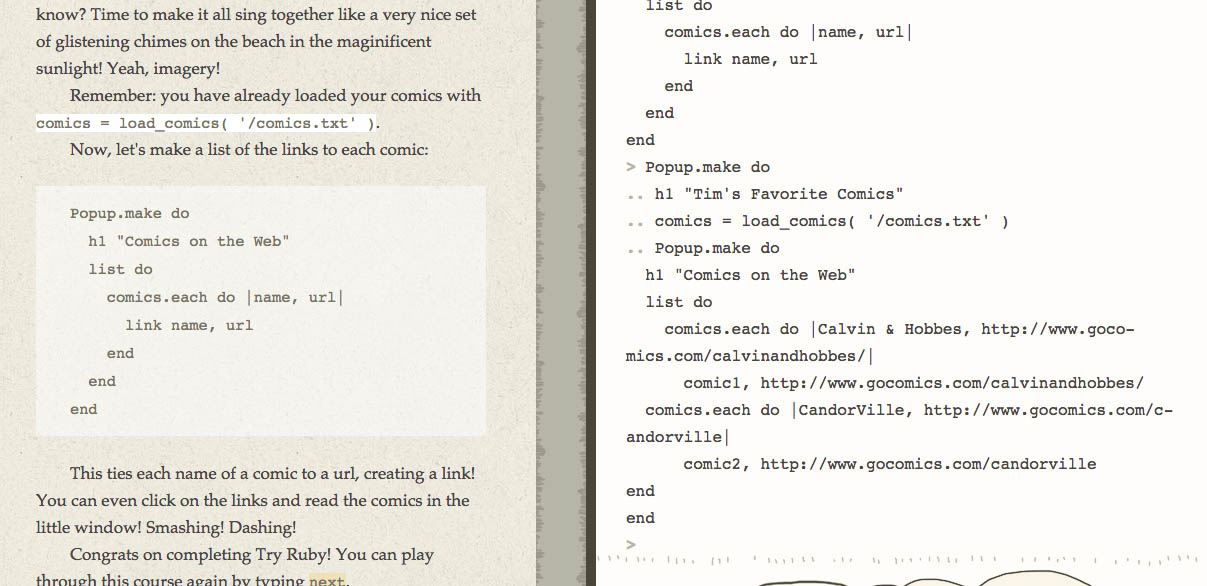 know? Time to make it all sing together like a very nice set
of glistening chimes on the beach in the maginificent
sunlight! Yeah, imagery!
Remember: you have already loaded your comics with
comics = load_comics( '/comics.txt' ).
Now, let's make a list of the links to each comic:
Popup.make do
h1 "Comics on the Web"
list do
comics.each do |name, url|
link name, url
end
end
end
This ties each name of a comic to a url, creating a link!
You can even click on the links and read the comics in the
little window! Smashing! Dashing!
Congrats on completing Try Ruby! You can play
through this course again by typing next.
list do
comics.each do |name, url|
link name, url
end
end
end
> Popup.make do
.. h1 "Tim's Favorite Comics"
.. comics = load_comics( '/comics.txt' )
.. Popup.make do
h1 "Comics on the Web"
list do
comics.each do |Calvin & Hobbes, http://www.goco-
mics.com/calvinandhobbes/|
comic1, http://www.gocomics.com/calvinandhobbes/
comics.each do |CandorVille, http://www.gocomics.com/c-
andorville|
comic2, http://www.gocomics.com/candorville
end
end
>